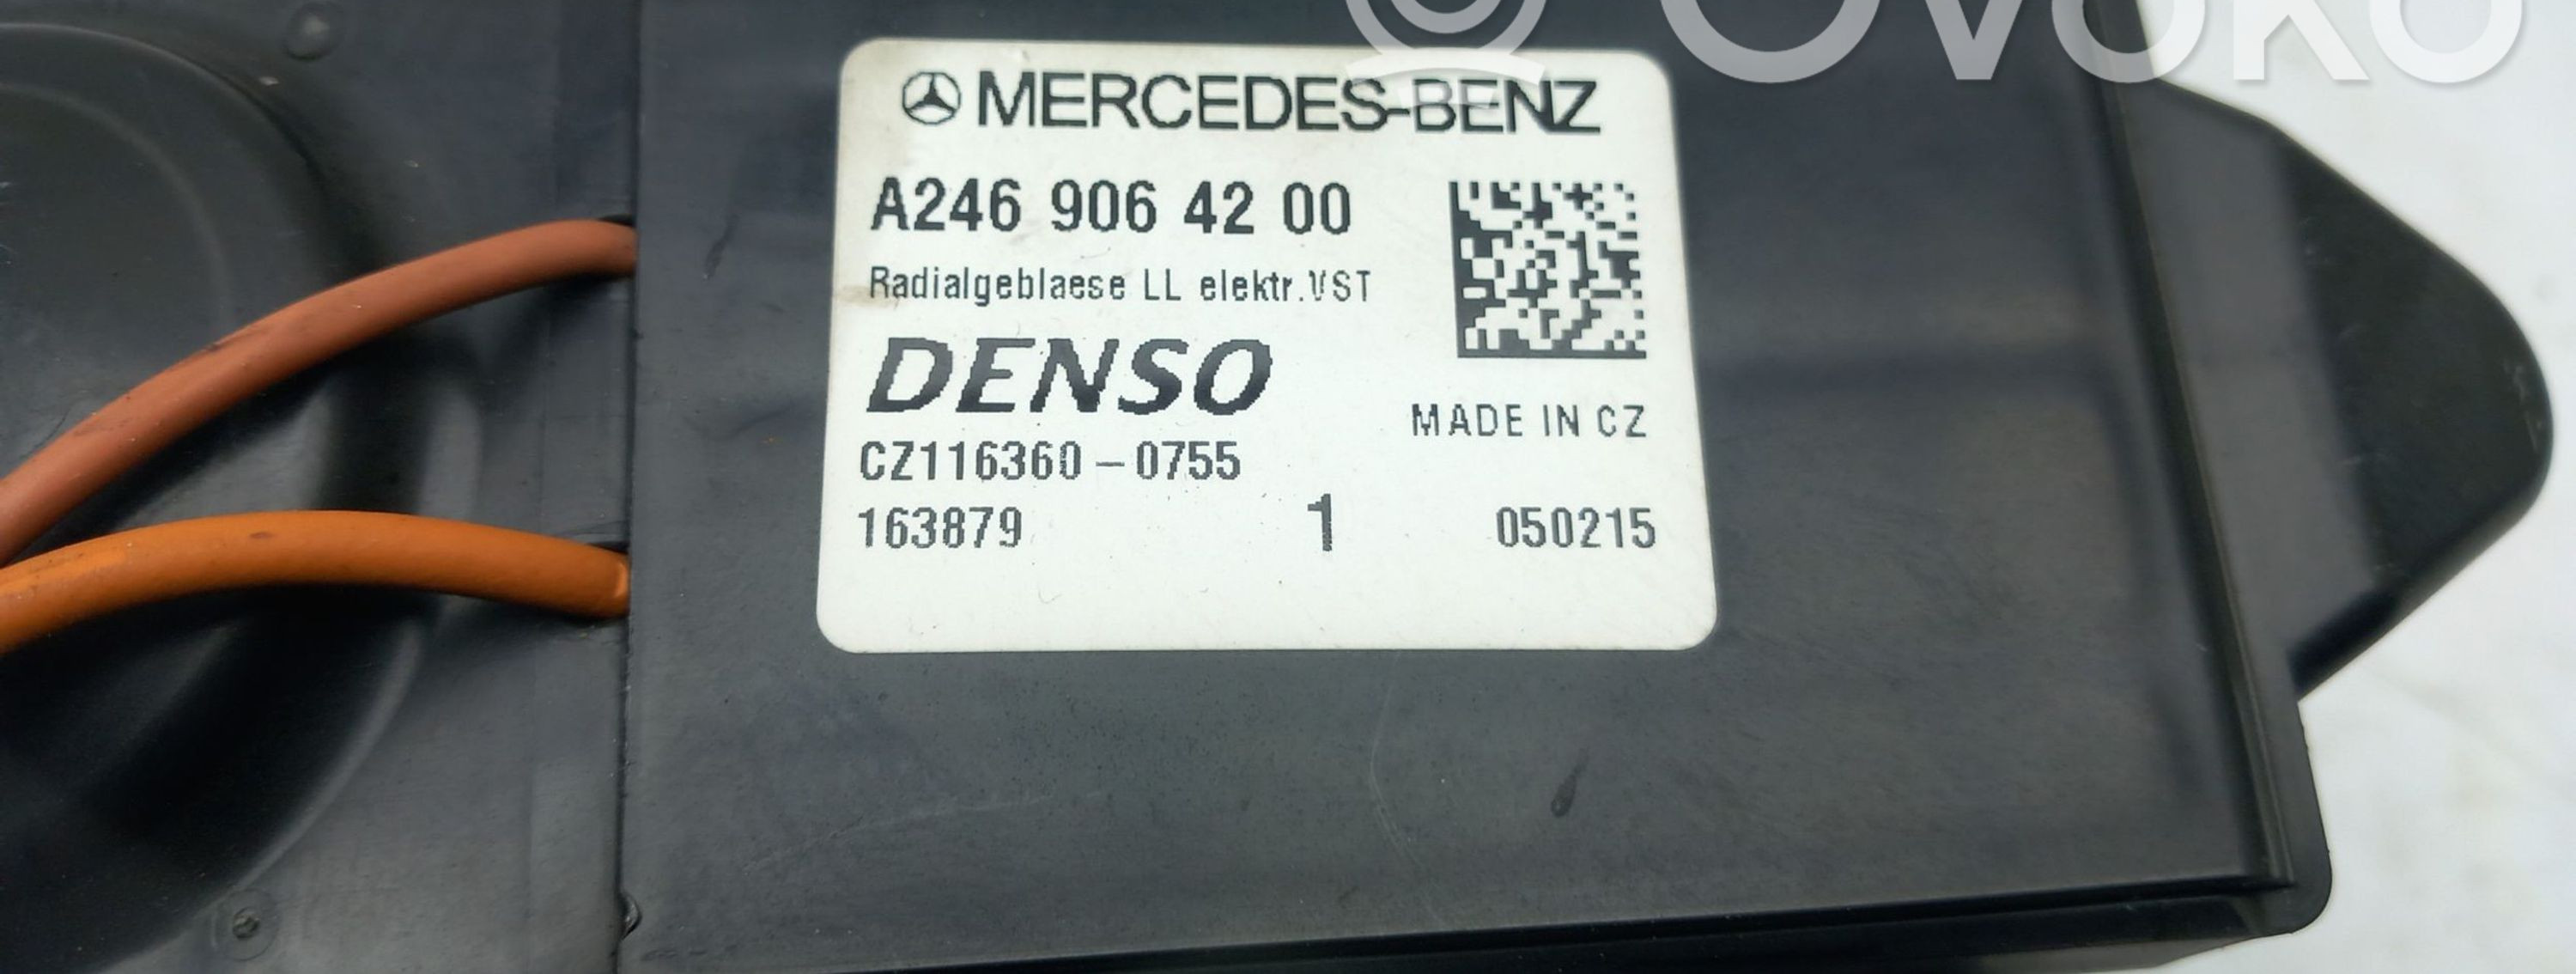 OVOKO
MERCEDES-BENZ
A246 906 42 00
Radialgeblaese LL elektr.VST
DENSO
MADE IN CZ
CZ116360-0755
163879 1 050215